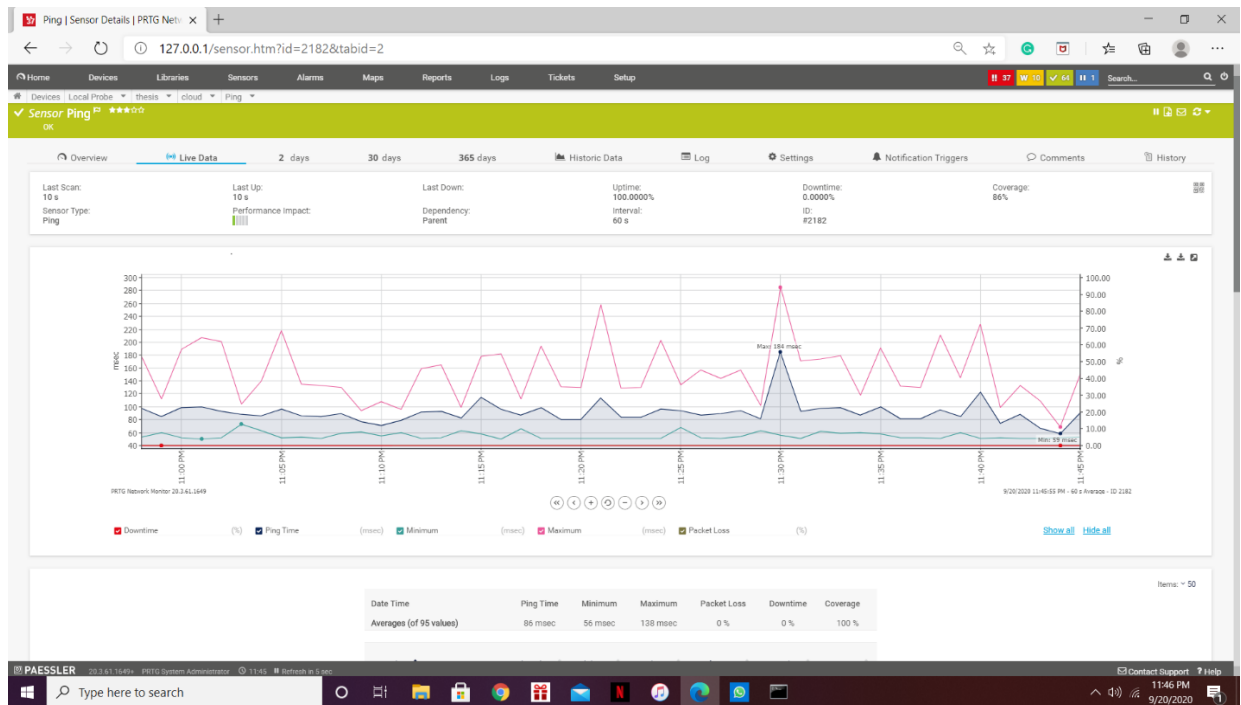 Ping | Sensor Details | PRTG Netw
127.0.0.1/sensor.htm?id=2182&tabid=2
Home Devices Libraries Sensors Alarms Maps Reports Logs Tickets Setup !! 37 W 10 ✓ 64 II 1 Search...
Devices Local Probe thesis cloud Ping
Sensor Ping
OK
Overview Live Data 2 days 30 days 365 days Historic Data Log Settings Notification Triggers Comments History
Last Scan: Last Up: Last Down: Uptime: Downtime: Coverage:
10 s 10 s 100.0000% 0.0000% 86%
Sensor Type: Performance Impact: Dependency: Interval: ID:
Ping Parent 60 s #2182
300 100.00
280 90.00
260 80.00
240 70.00
220 60.00
200 50.00
180 40.00
160 30.00
140 20.00
120 10.00
100 0.00
80
60
40
msec
%
Max: 184 msec
Min: 59 msec
11:00 PM 11:05 PM 11:10 PM 11:15 PM 11:20 PM 11:25 PM 11:30 PM 11:35 PM 11:40 PM 11:45 PM
PRTG Network Monitor 20.3.61.1649 9/20/2020 11:45:55 PM - 60 s Average - ID 2182
Downtime (%) Ping Time (msec) Minimum (msec) Maximum (msec) Packet Loss (%) Show all Hide all
Items: 50
Date Time Ping Time Minimum Maximum Packet Loss Downtime Coverage
Averages (of 95 values) 86 msec 56 msec 138 msec 0 % 0 % 100 %
PAESSLER 20.3.61.1649+ PRTG System Administrator 11:45 Refresh in 5 sec Contact Support ? Help
Type here to search
11:46 PM
9/20/2020